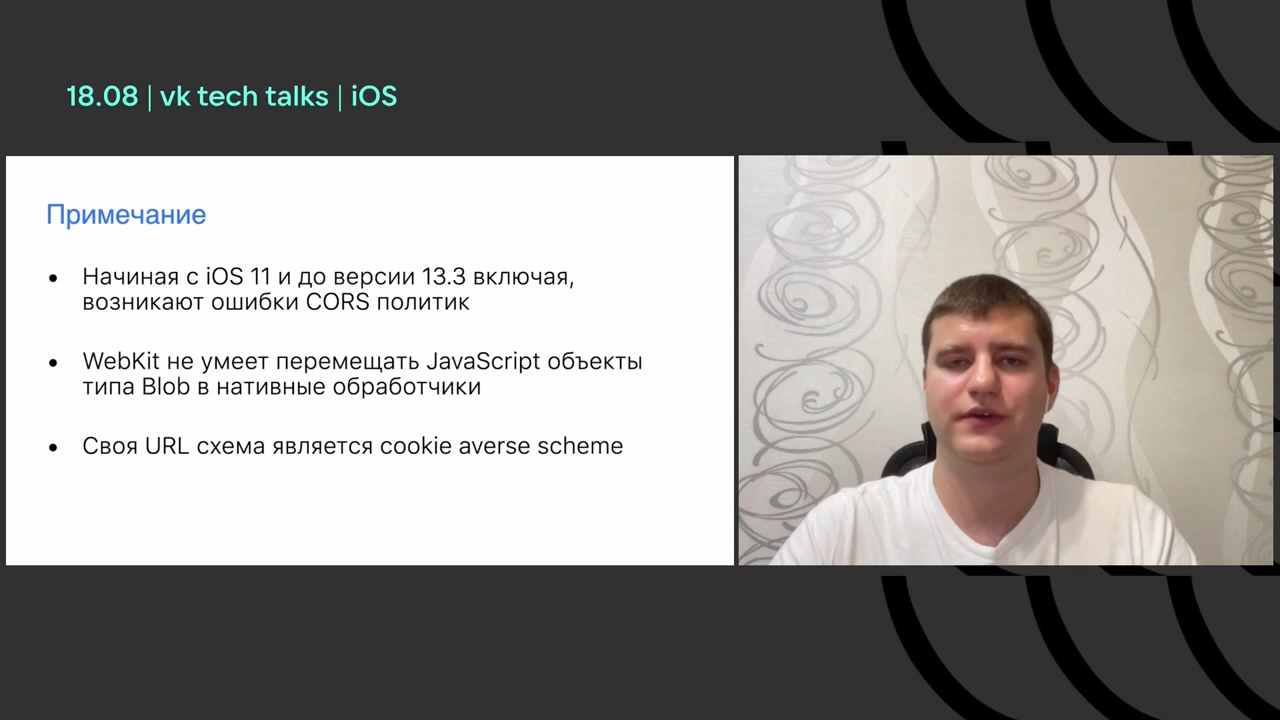 18.08 | vk tech talks | iOS
Примечание
• Начиная с iOS 11 и до версии 13.3 включая,
возникают ошибки CORS политик
• WebKit не умеет перемещать JavaScript объекты
типа Blob в нативные обработчики
• Своя URL схема является cookie averse scheme